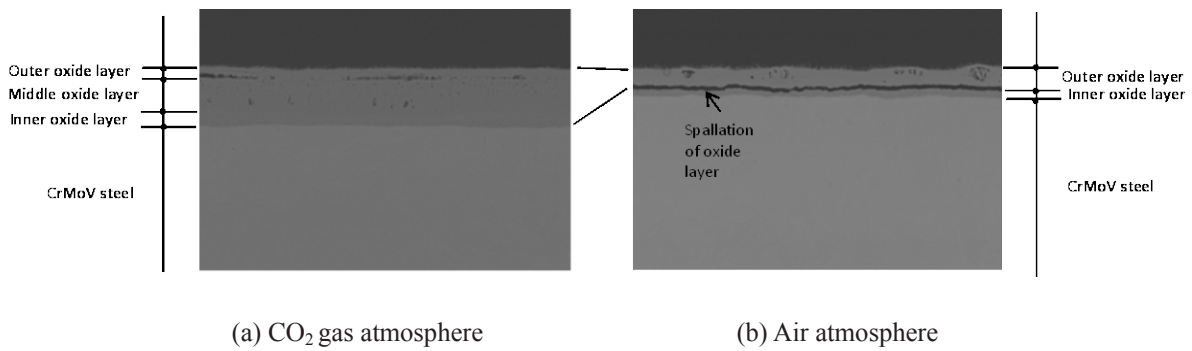 Outer oxide layer
Middle oxide layer
Inner oxide layer
CrMoV steel
Spallation
of oxide
layer
Outer oxide layer
Inner oxide layer
CrMoV steel
(a) CO₂ gas atmosphere
(b) Air atmosphere